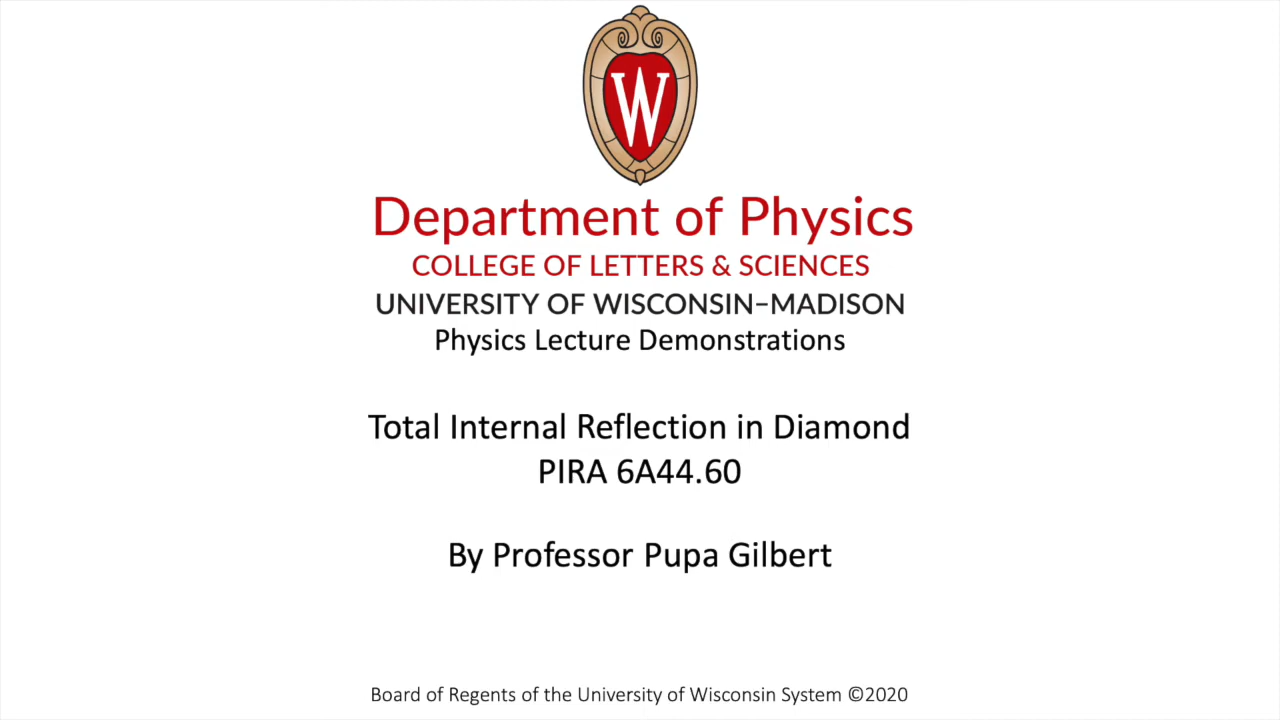 W
Department of Physics
COLLEGE OF LETTERS & SCIENCES
UNIVERSITY OF WISCONSIN–MADISON
Physics Lecture Demonstrations
Total Internal Reflection in Diamond
PIRA 6A44.60
By Professor Pupa Gilbert
Board of Regents of the University of Wisconsin System ©2020